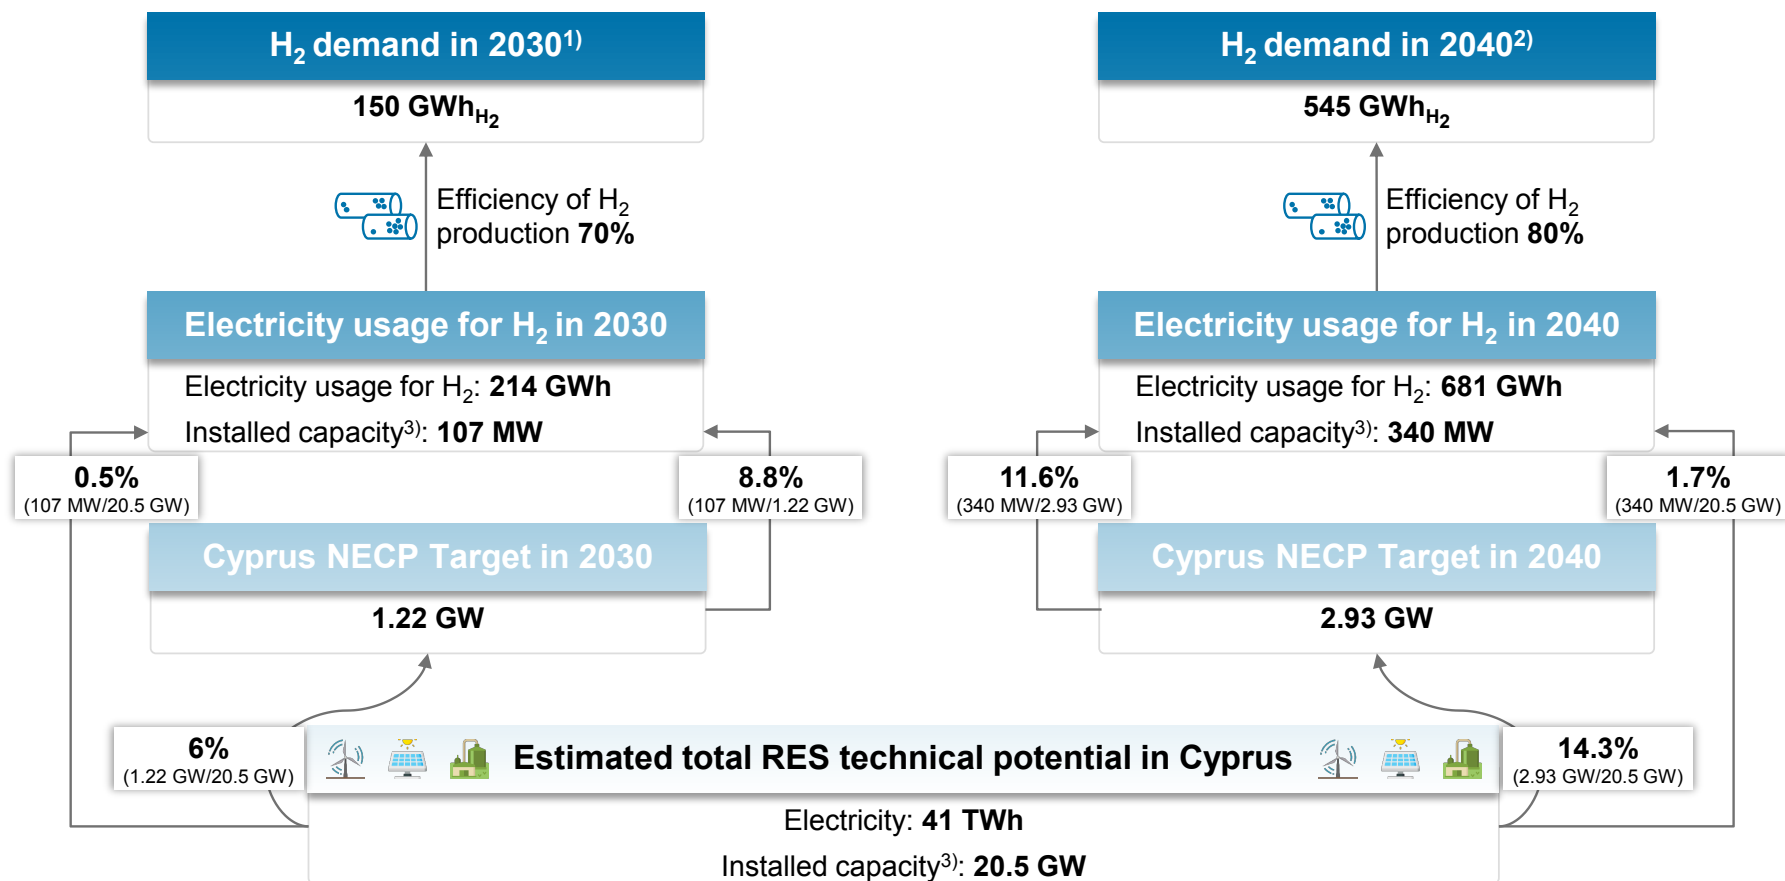 H₂ demand in 2030¹⁾
150 GWh_H₂
Efficiency of H₂
production 70%
Electricity usage for H₂ in 2030
Electricity usage for H₂: 214 GWh
Installed capacity³⁾: 107 MW
0.5%
(107 MW/20.5 GW)
8.8%
(107 MW/1.22 GW)
Cyprus NECP Target in 2030
1.22 GW
6%
(1.22 GW/20.5 GW)
H₂ demand in 2040²⁾
545 GWh_H₂
Efficiency of H₂
production 80%
Electricity usage for H₂ in 2040
Electricity usage for H₂: 681 GWh
Installed capacity³⁾: 340 MW
11.6%
(340 MW/2.93 GW)
1.7%
(340 MW/20.5 GW)
Cyprus NECP Target in 2040
2.93 GW
14.3%
(2.93 GW/20.5 GW)
Estimated total RES technical potential in Cyprus
Electricity: 41 TWh
Installed capacity³⁾: 20.5 GW